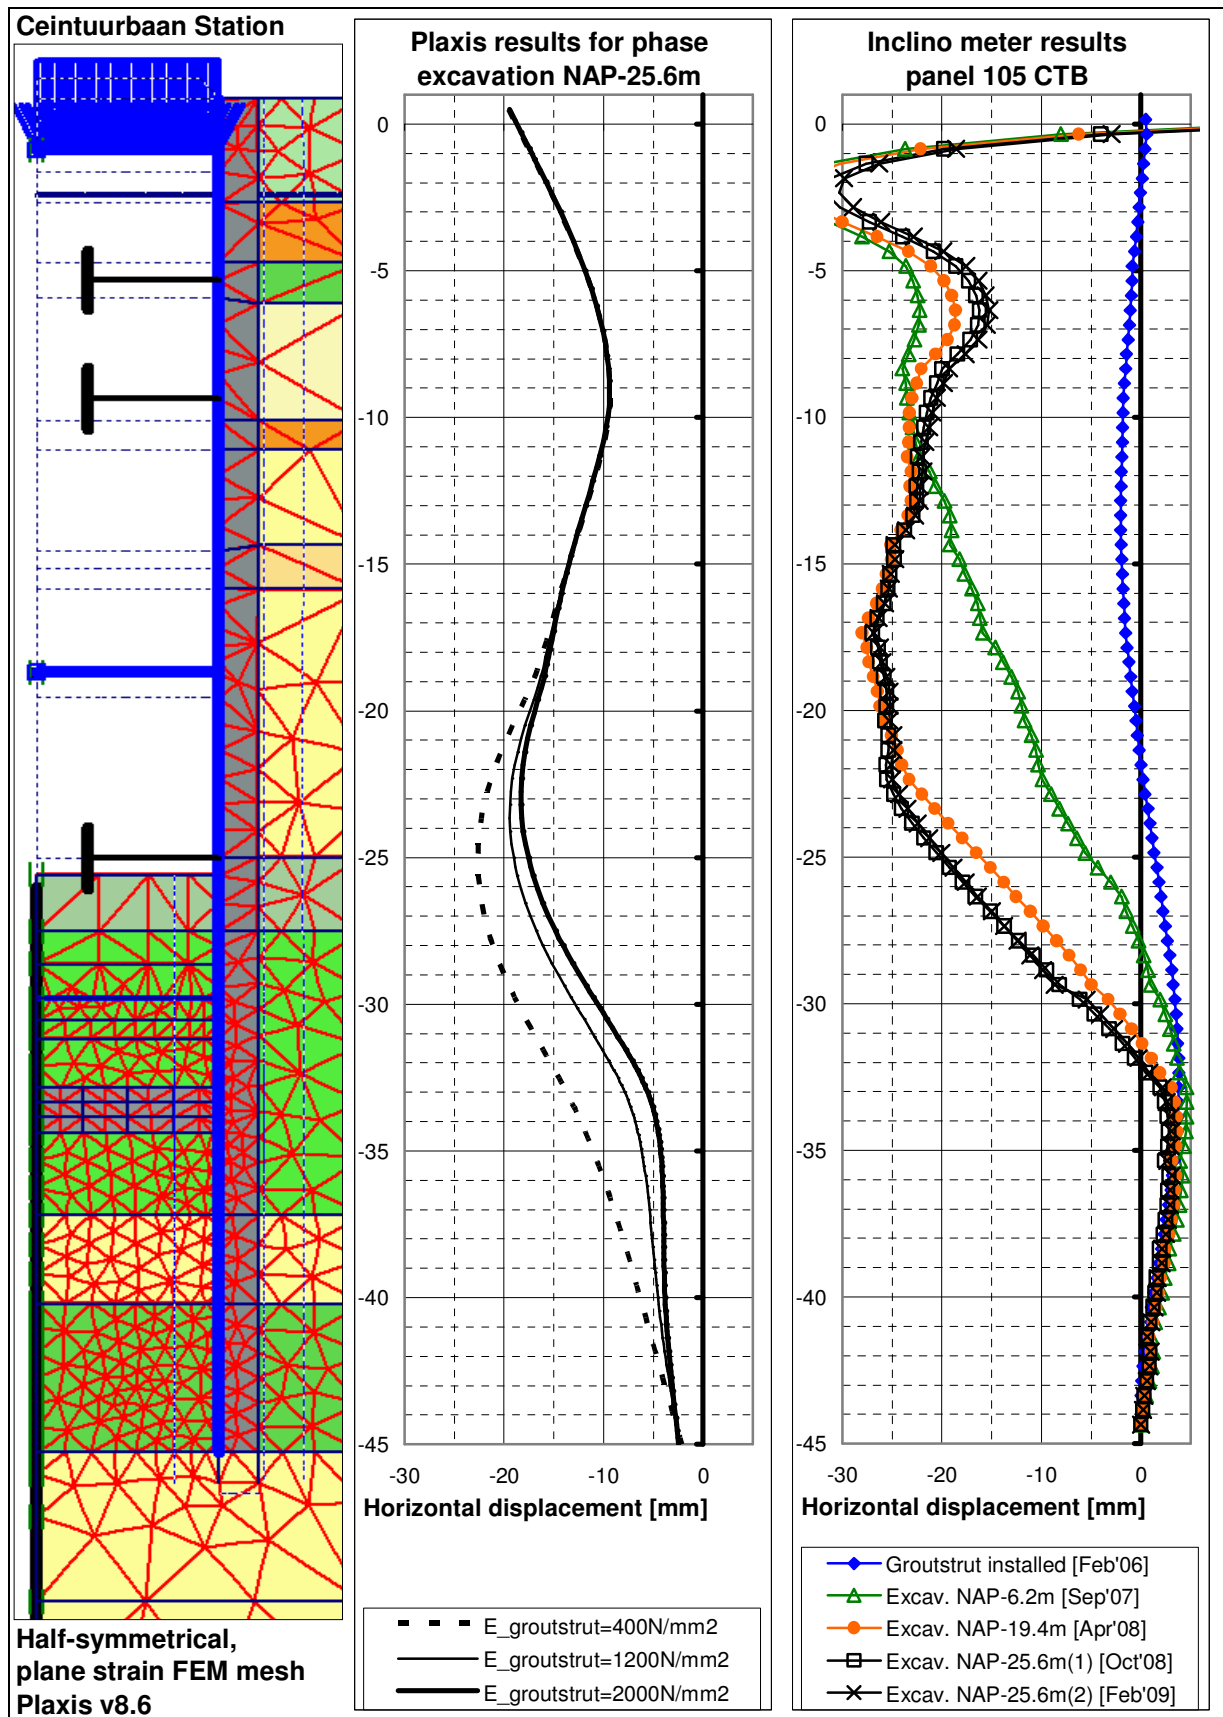 Ceintuurbaan Station
Half-symmetrical,
plane strain FEM mesh
Plaxis v8.6
Plaxis results for phase
excavation NAP-25.6m
0
-5
-10
-15
-20
-25
-30
-35
-40
-45
-30 -20 -10 0
Horizontal displacement [mm]
E_groutstrut=400N/mm2
E_groutstrut=1200N/mm2
E_groutstrut=2000N/mm2
Inclino meter results
panel 105 CTB
0
-5
-10
-15
-20
-25
-30
-35
-40
-45
-30 -20 -10 0
Horizontal displacement [mm]
Groutstrut installed [Feb'06]
Excav. NAP-6.2m [Sep'07]
Excav. NAP-19.4m [Apr'08]
Excav. NAP-25.6m(1) [Oct'08]
Excav. NAP-25.6m(2) [Feb'09]